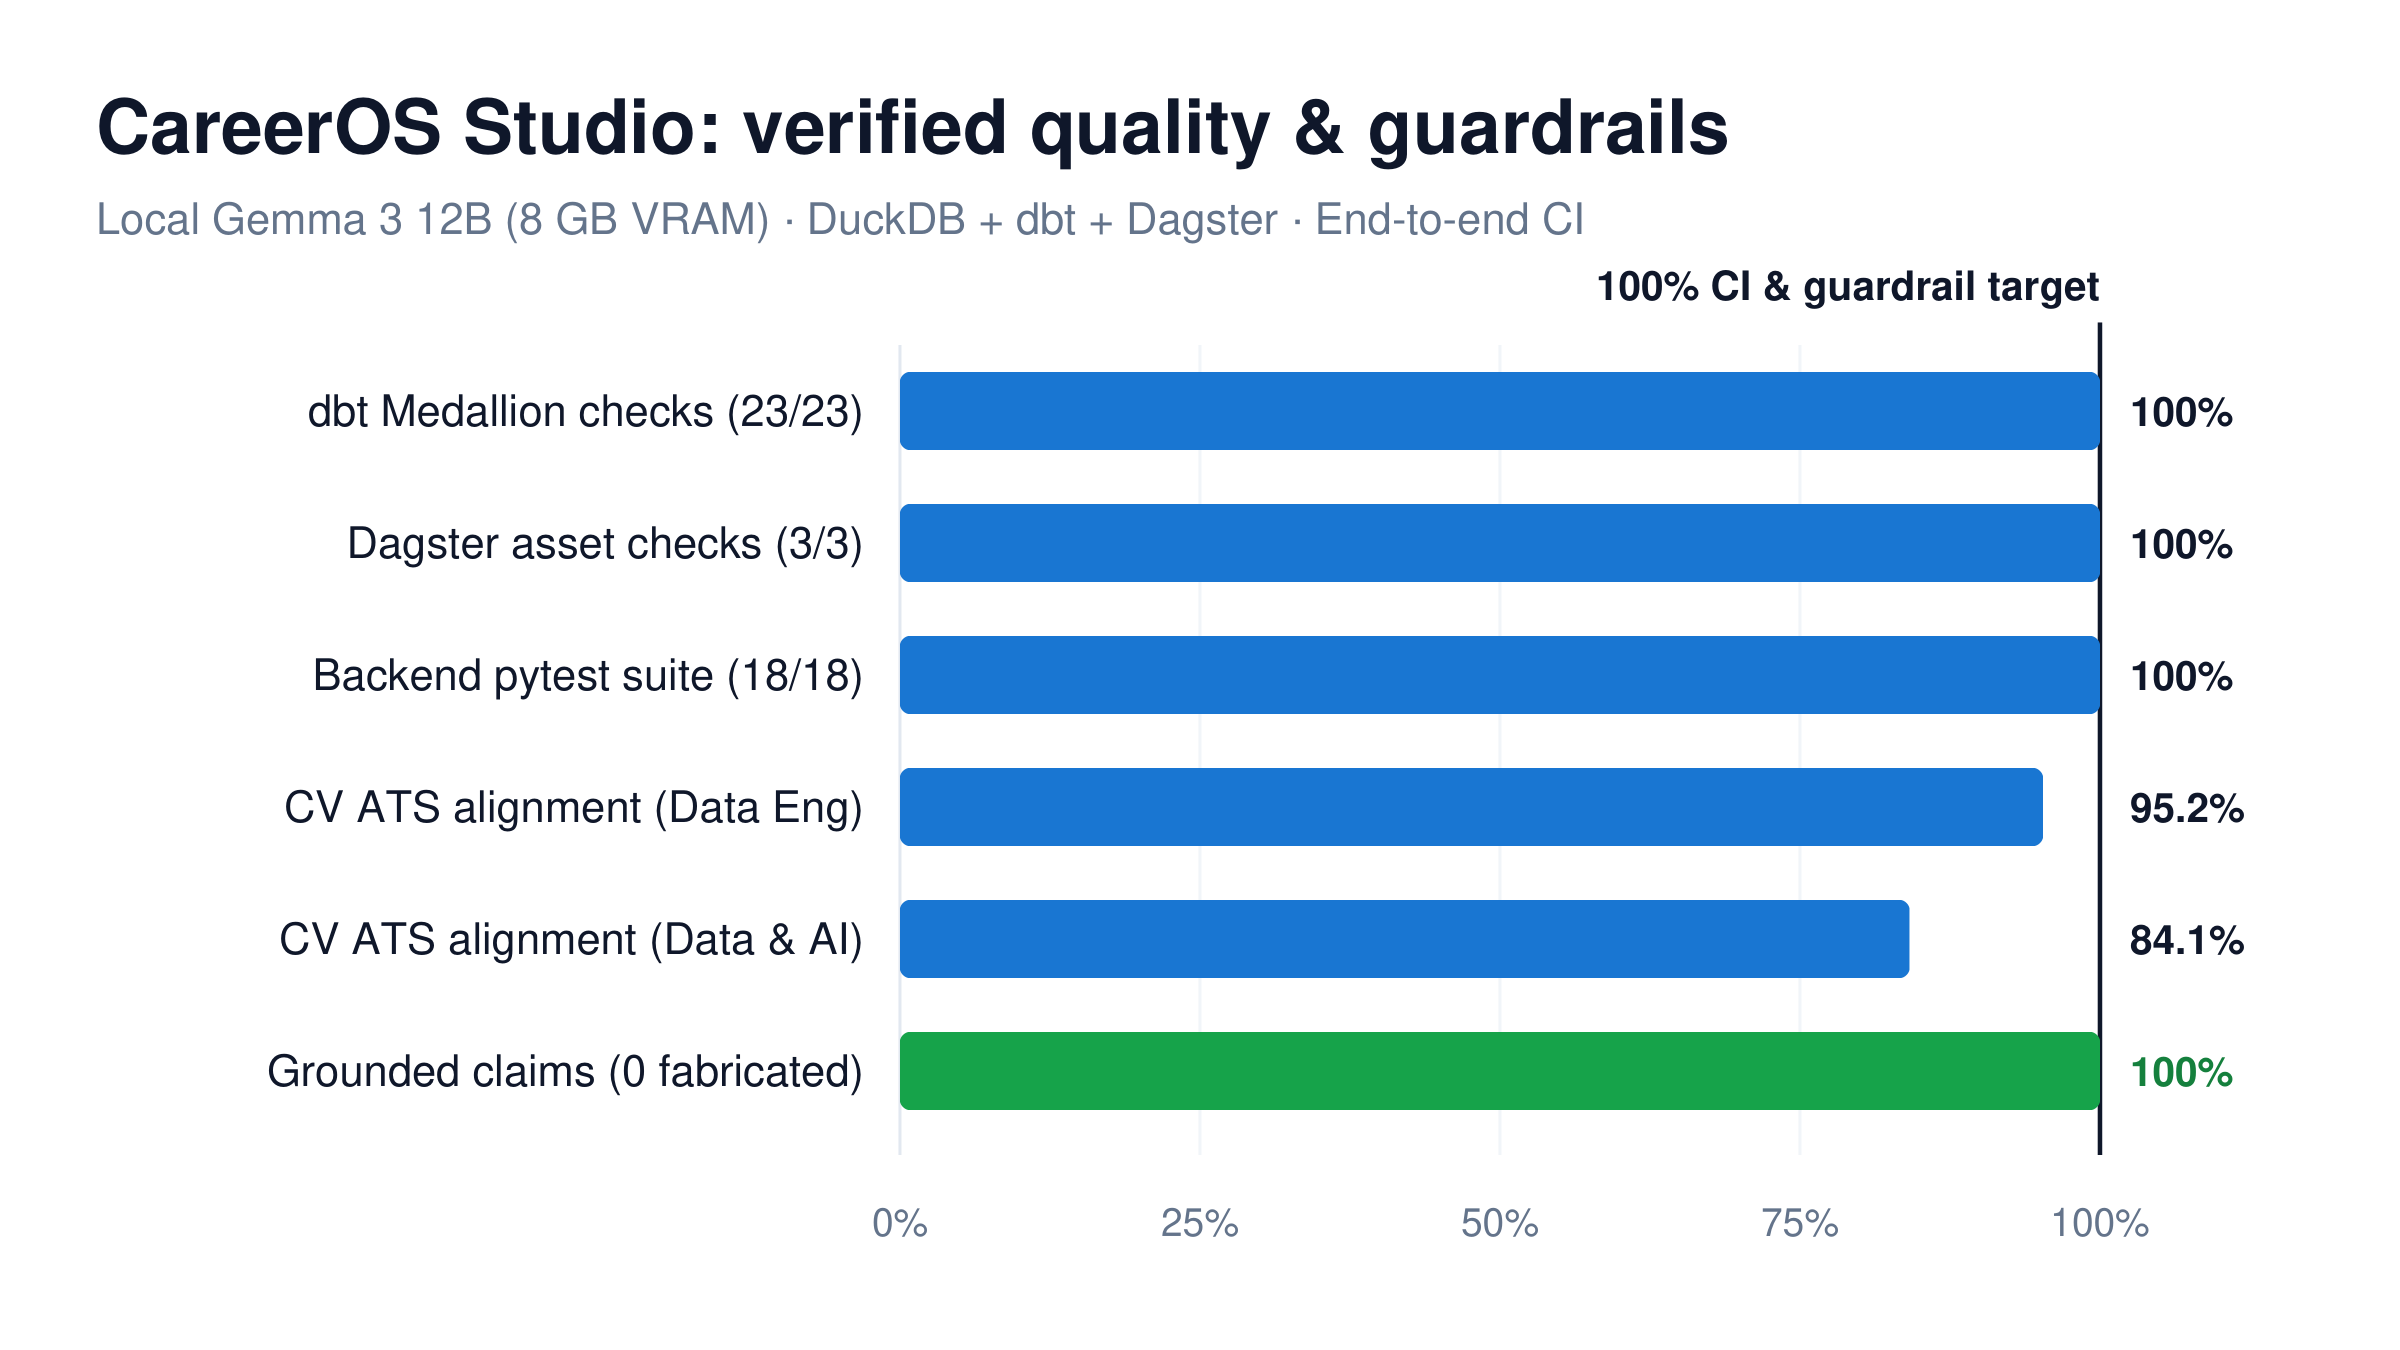 CareerOS Studio: verified quality & guardrails
Local Gemma 3 12B (8 GB VRAM) · DuckDB + dbt + Dagster · End-to-end CI
100% CI & guardrail target
dbt Medallion checks (23/23) 100%
Dagster asset checks (3/3) 100%
Backend pytest suite (18/18) 100%
CV ATS alignment (Data Eng) 95.2%
CV ATS alignment (Data & AI) 84.1%
Grounded claims (0 fabricated) 100%
0% 25% 50% 75% 100%